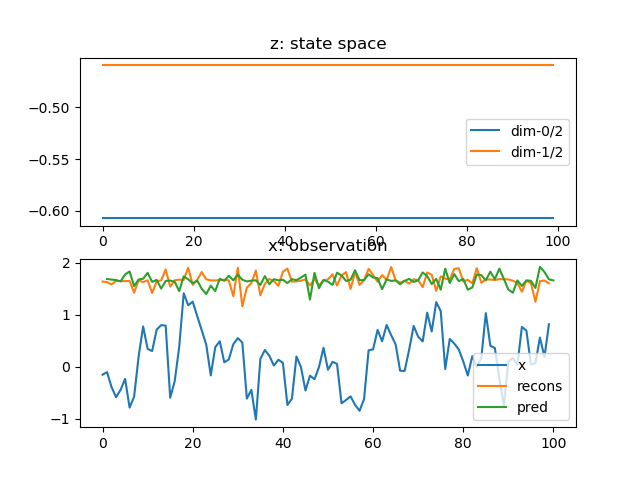 z: state space
−0.50
−0.55
−0.60
dim-0/2
dim-1/2
0 20 40 60 80 100
x: observation
2
1
0
−1
x
recons
pred
0 20 40 60 80 100